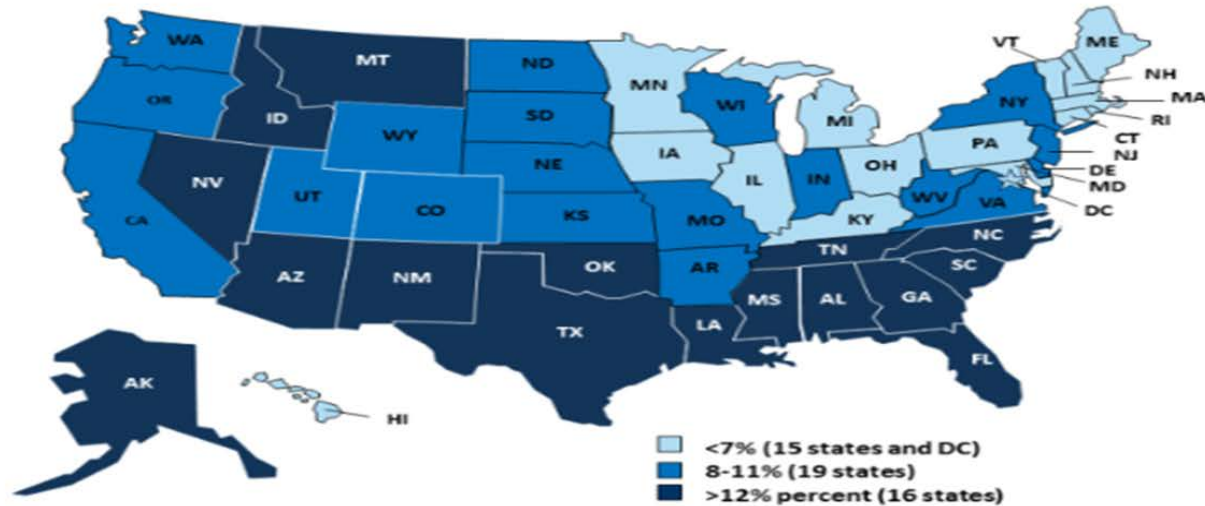 WA
MT
ND
MN
VT
ME
OR
ID
SD
WI
MI
NY
NH
MA
RI
CT
WY
IA
PA
NJ
NV
NE
IL
IN
OH
DE
MD
UT
CO
KS
MO
KY
WV
VA
DC
CA
AZ
NM
OK
AR
TN
NC
SC
MS
AL
GA
TX
LA
FL
AK
HI
<7% (15 states and DC)
8-11% (19 states)
>12% percent (16 states)